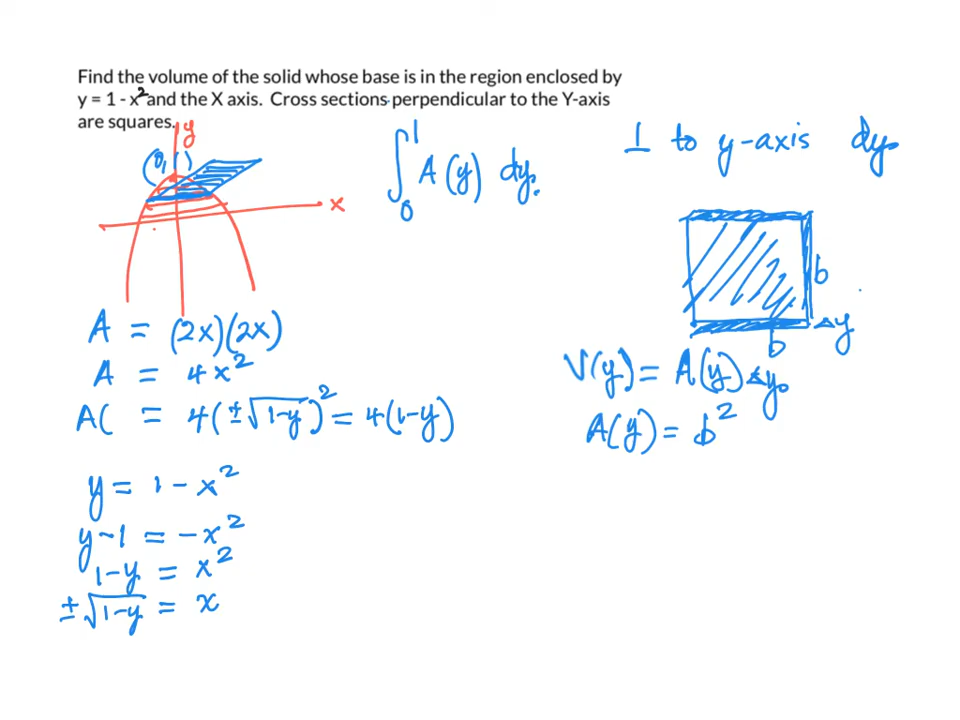 Find the volume of the solid whose base is in the region enclosed by
y = 1 - x² and the X axis. Cross sections perpendicular to the Y-axis
are squares.
y
(0,1)
x
∫₀¹ A(y) dy.
⊥ to y-axis dy.
b
Δy
b
A = (2x)(2x)
A = 4x²
A( = 4(±√(1-y))² = 4(1-y)
V(y) = A(y) Δy.
A(y) = b²
y = 1 - x²
y-1 = -x²
1-y = x²
±√(1-y) = x